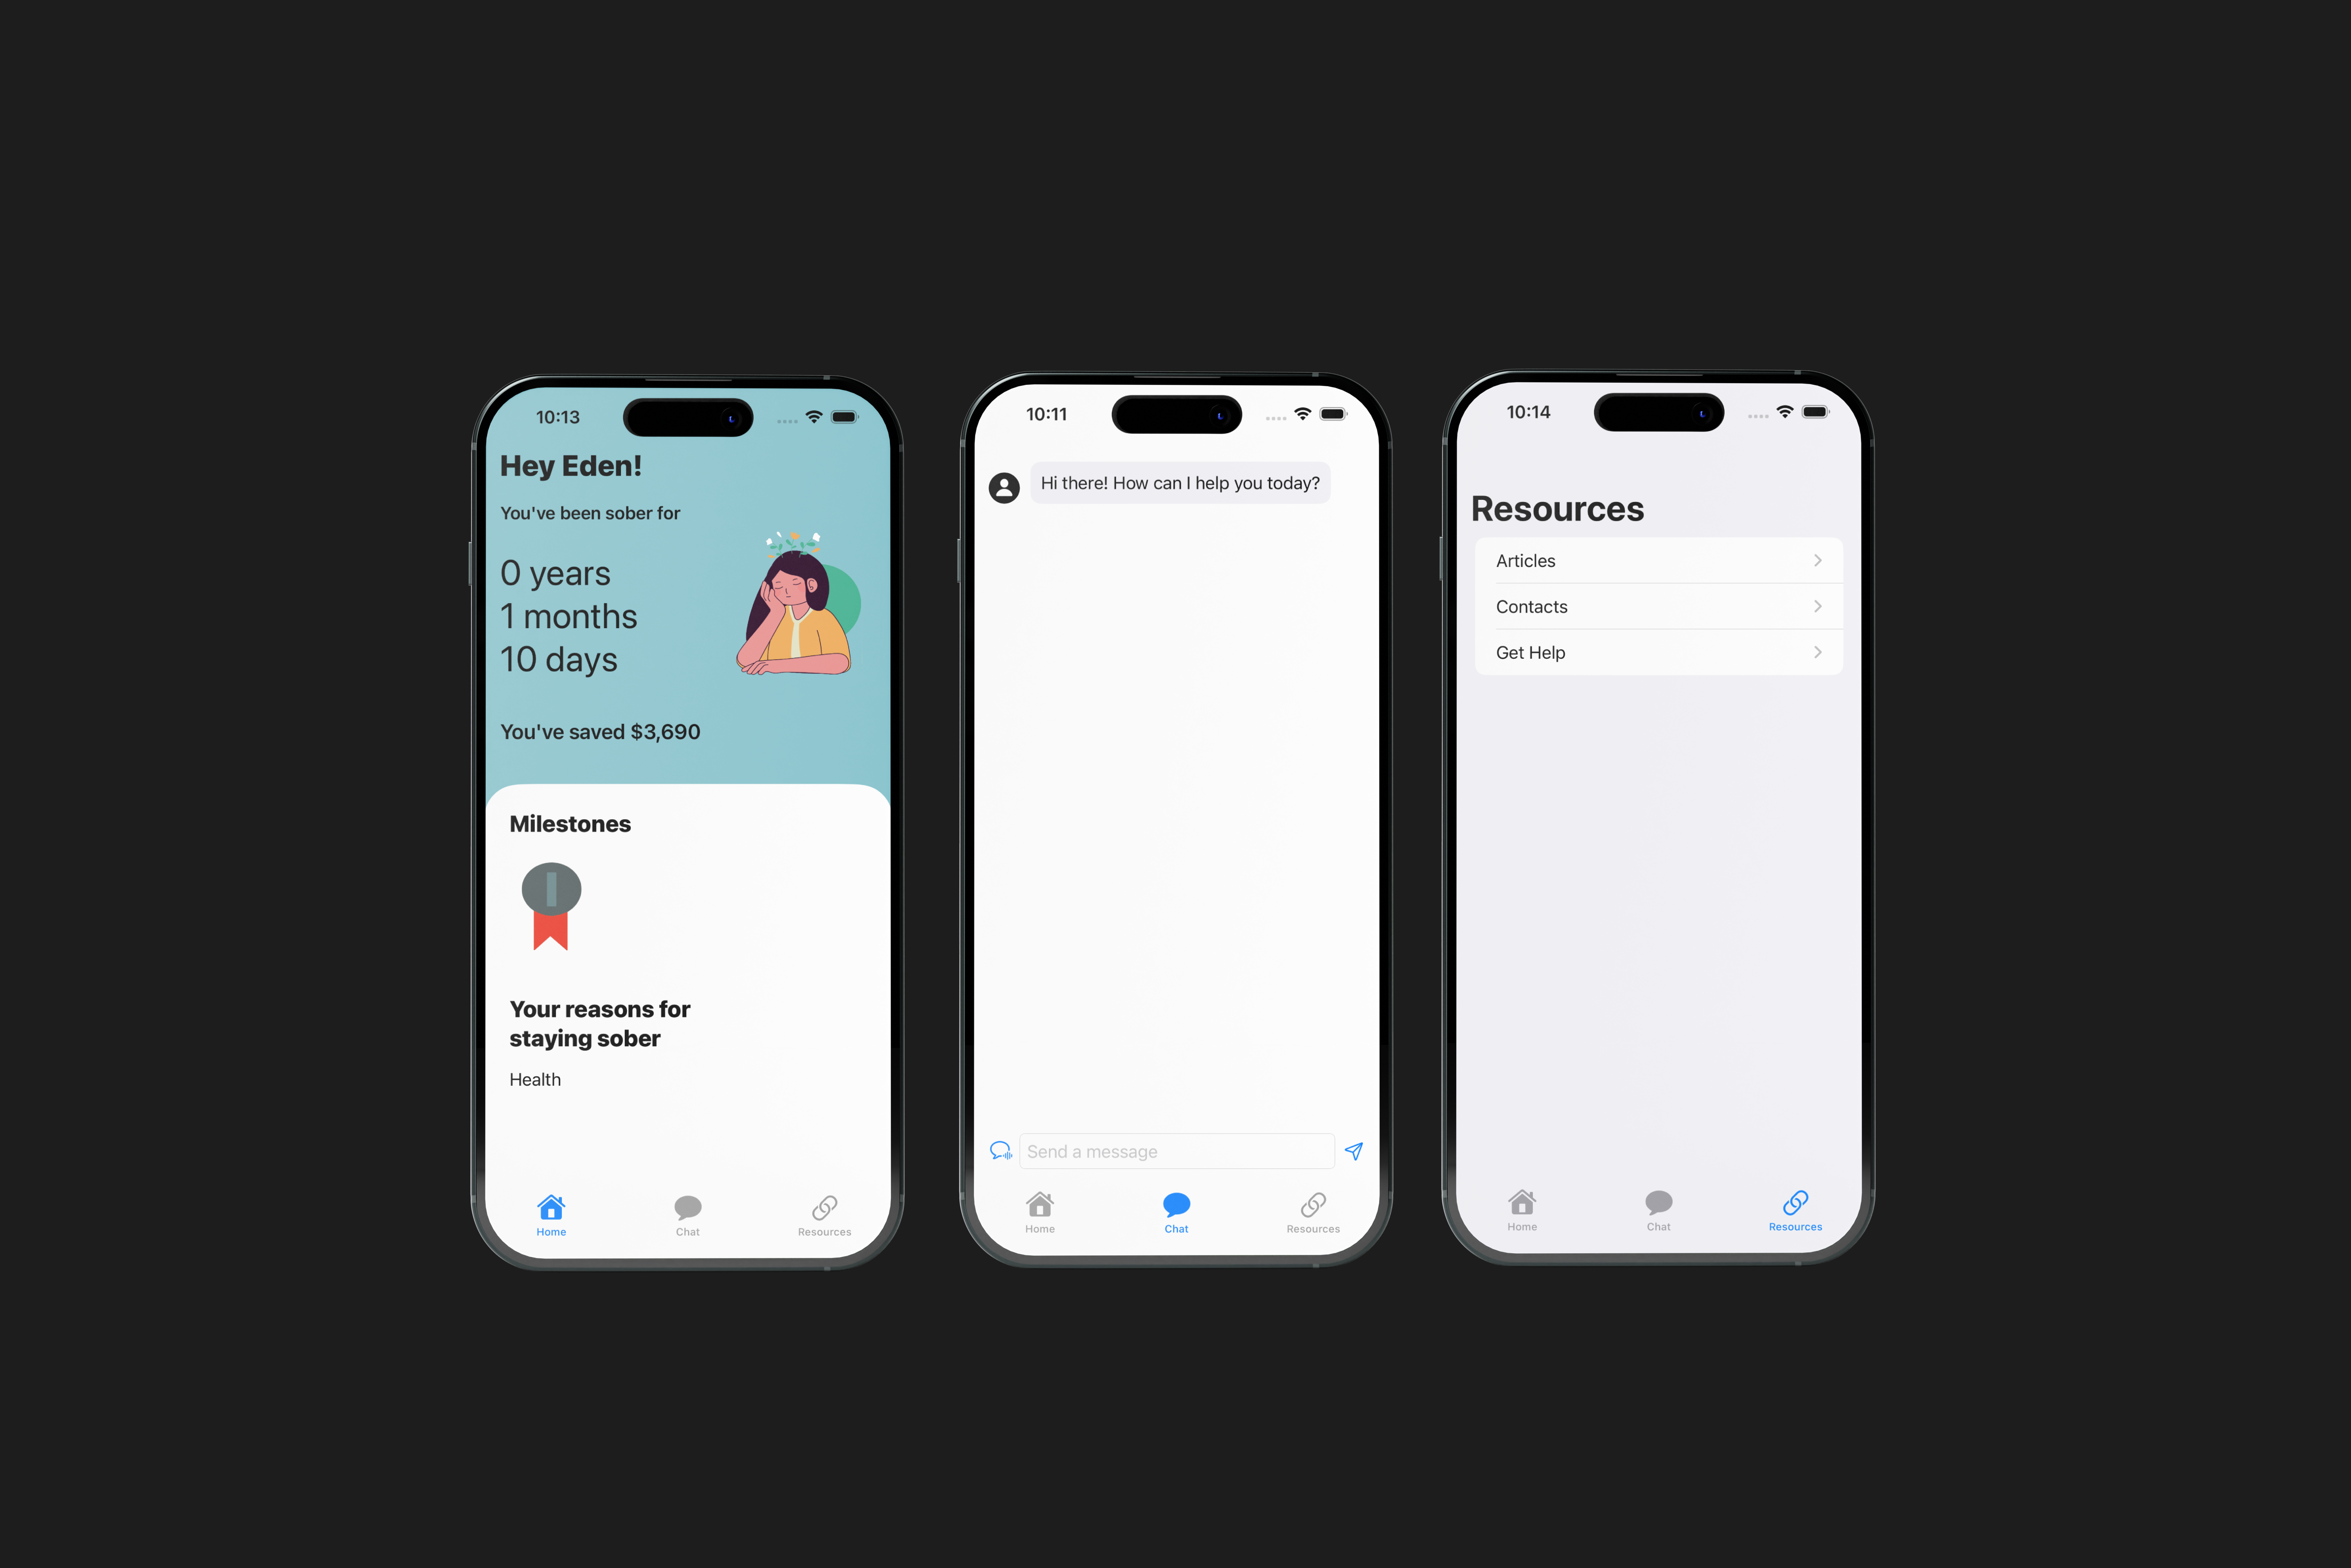 10:13
Hey Eden!
You've been sober for
0 years
1 months
10 days
You've saved $3,690
Milestones
Your reasons for
staying sober
Health
Home
Chat
Resources
10:11
Hi there! How can I help you today?
Send a message
Home
Chat
Resources
10:14
Resources
Articles
Contacts
Get Help
Home
Chat
Resources